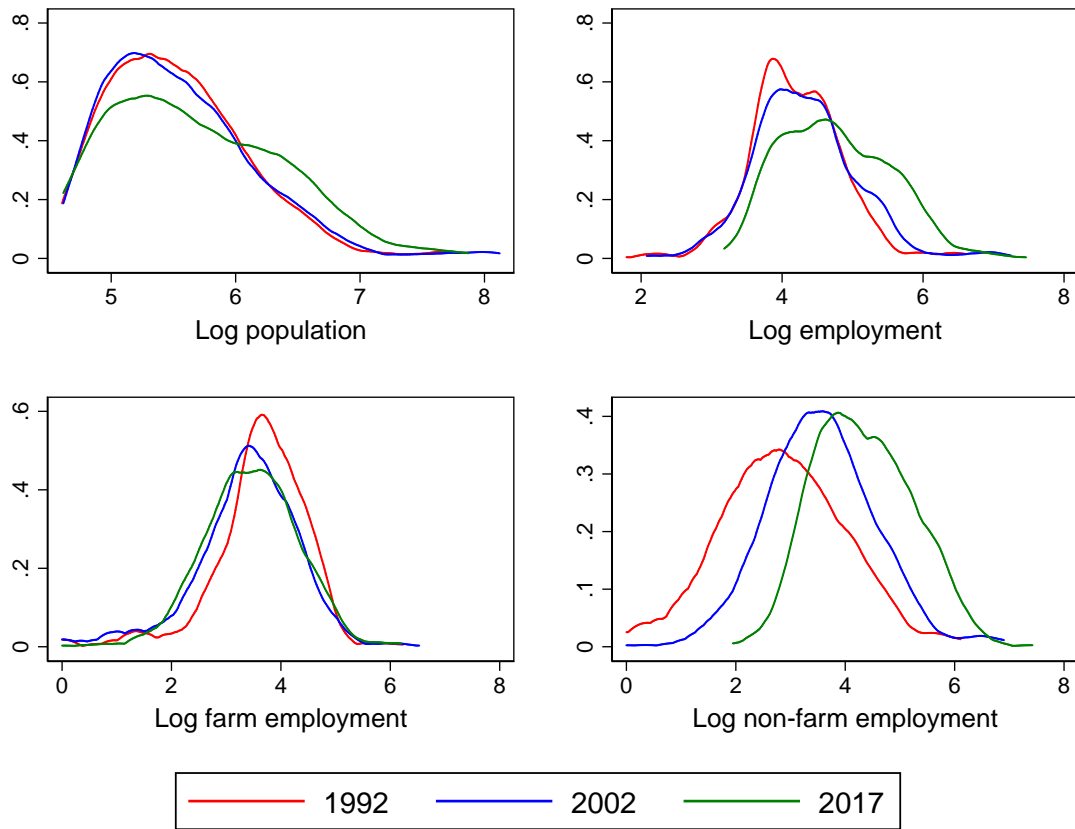 0 .2 .4 .6 .8
5 6 7 8
Log population
0 .2 .4 .6 .8
2 4 6 8
Log employment
0 .2 .4 .6
0 2 4 6 8
Log farm employment
0 .1 .2 .3 .4
0 2 4 6 8
Log non-farm employment
1992 2002 2017